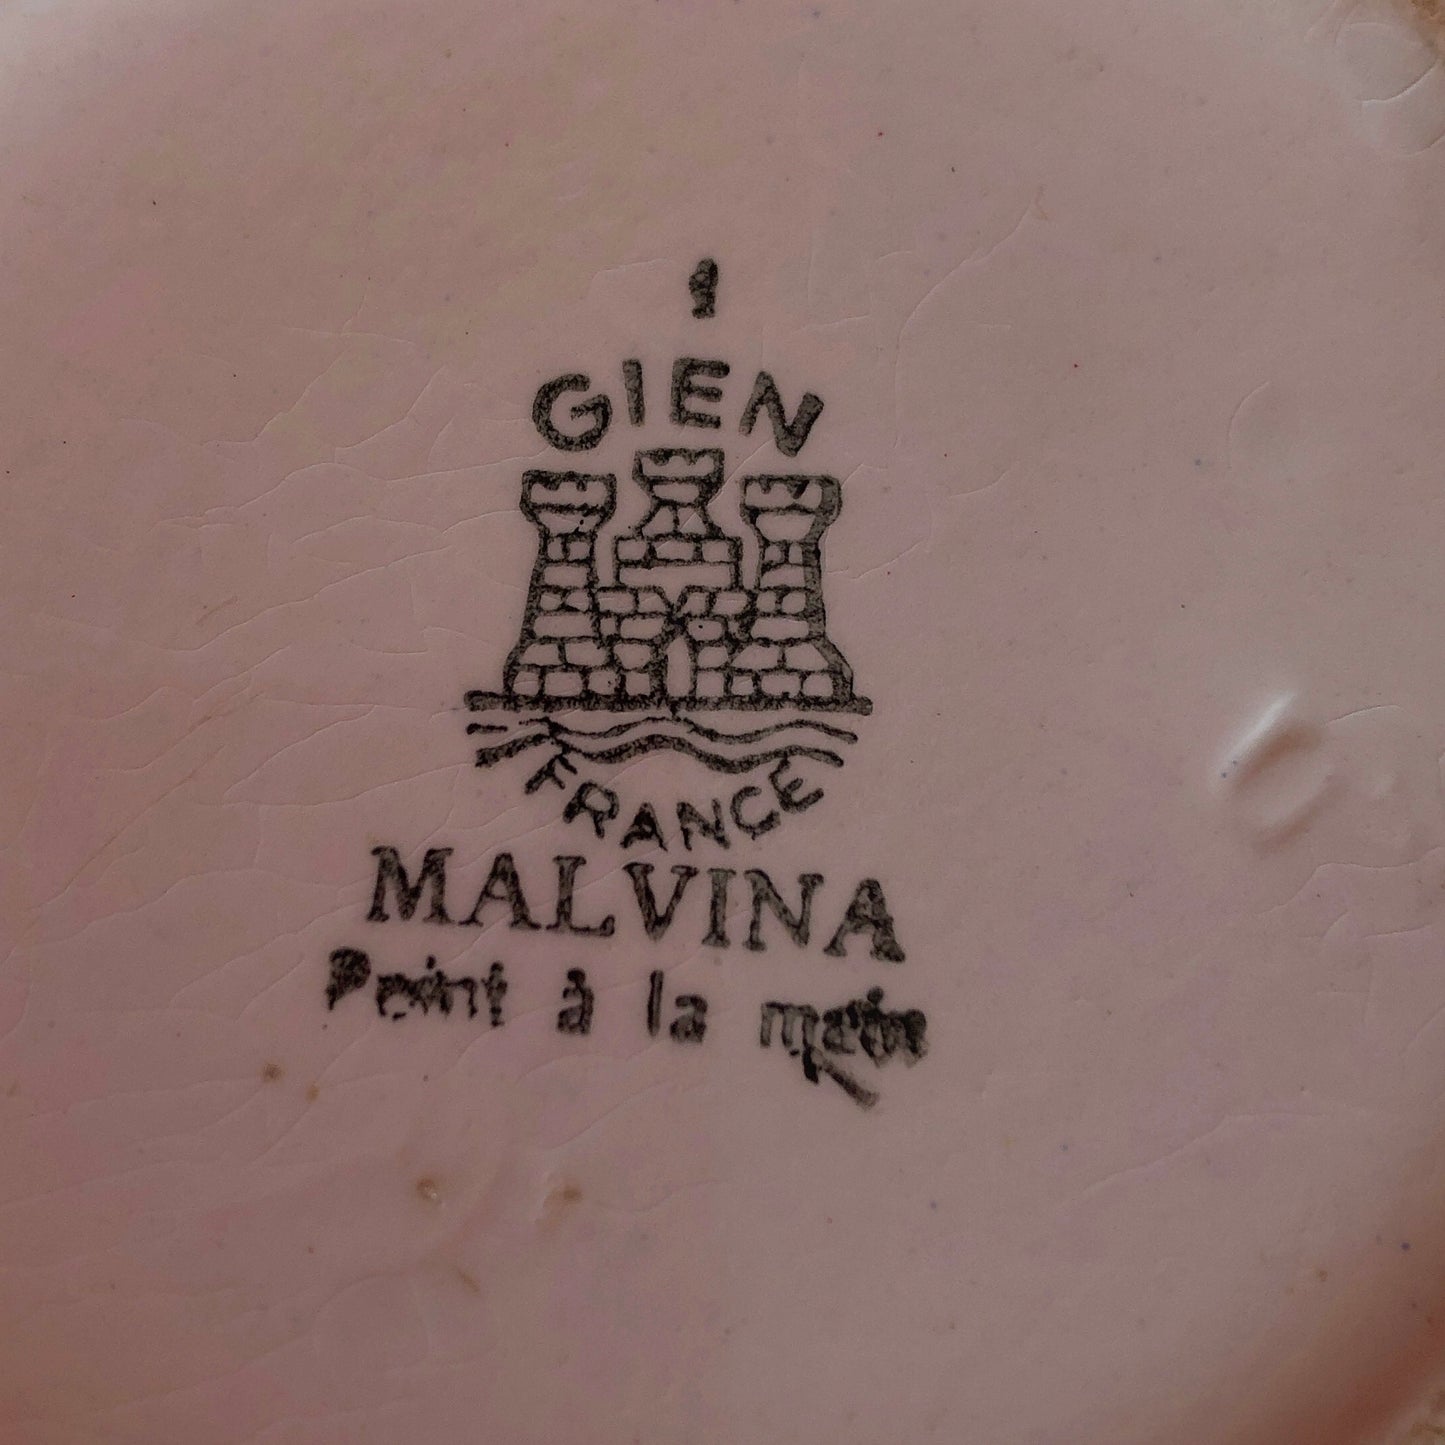 GIEN
FRANCE
MALVINA
Peint à la main